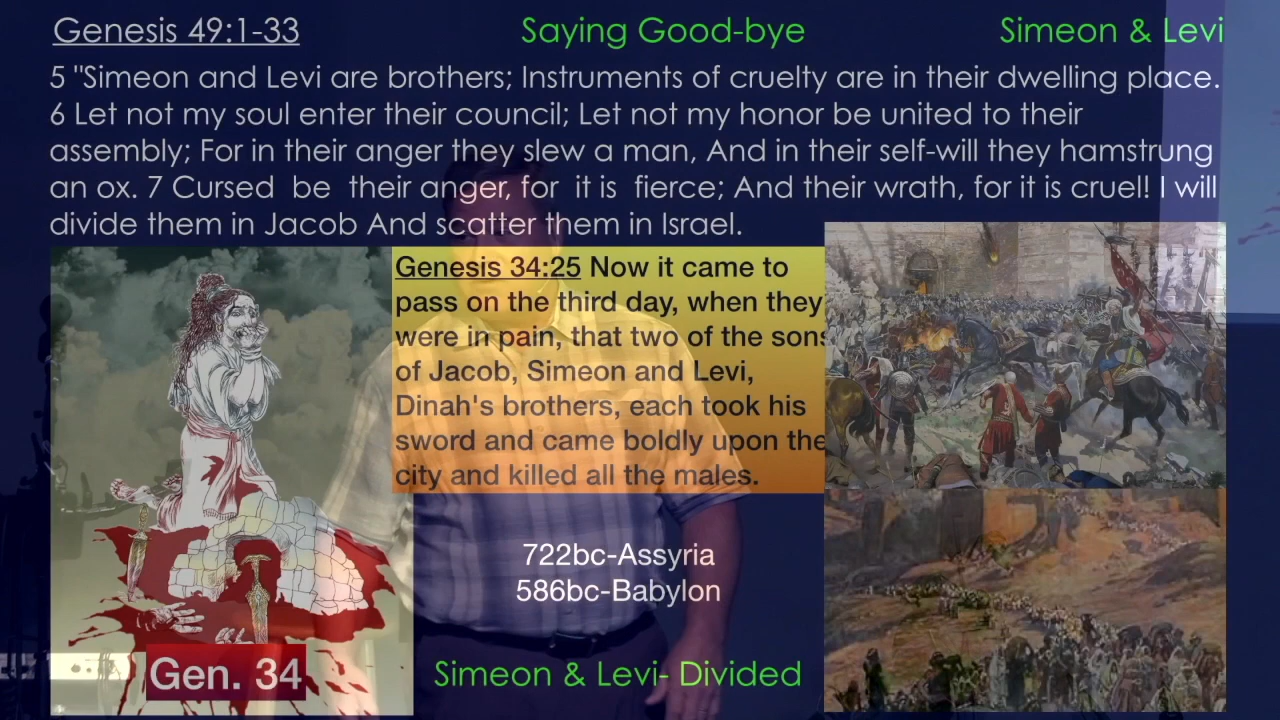 Genesis 49:1-33 Saying Good-bye Simeon & Levi
5 "Simeon and Levi are brothers; Instruments of cruelty are in their dwelling place.
6 Let not my soul enter their council; Let not my honor be united to their
assembly; For in their anger they slew a man, And in their self-will they hamstrung
an ox. 7 Cursed be their anger, for it is fierce; And their wrath, for it is cruel! I will
divide them in Jacob And scatter them in Israel.
Genesis 34:25 Now it came to
pass on the third day, when they
were in pain, that two of the sons
of Jacob, Simeon and Levi,
Dinah's brothers, each took his
sword and came boldly upon the
city and killed all the males.
722bc-Assyria
586bc-Babylon
Gen. 34
Simeon & Levi- Divided